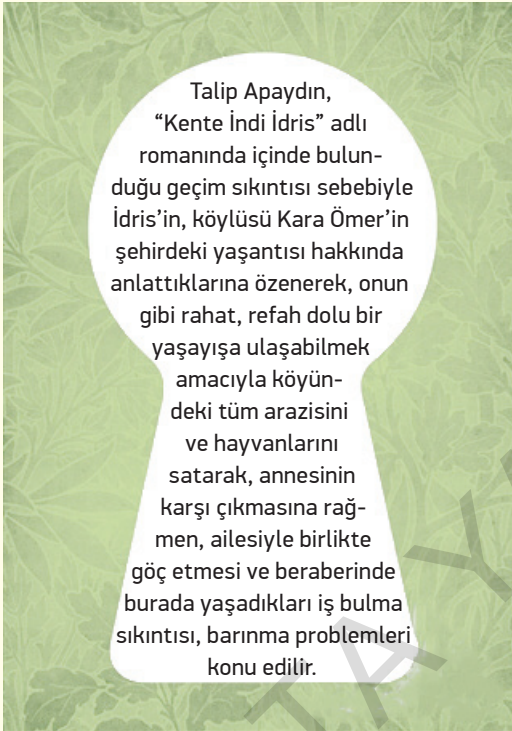 Talip Apaydın,
“Kente İndi İdris” adlı
romanında içinde bulun-
duğu geçim sıkıntısı sebebiyle
İdris’in, köylüsü Kara Ömer’in
şehirdeki yaşantısı hakkında
anlattıklarına özenerek, onun
gibi rahat, refah dolu bir
yaşayışa ulaşabilmek
amacıyla köyün-
deki tüm arazisini
ve hayvanlarını
satarak, annesinin
karşı çıkmasına rağ-
men, ailesiyle birlikte
göç etmesi ve beraberinde
burada yaşadıkları iş bulma
sıkıntısı, barınma problemleri
konu edilir.